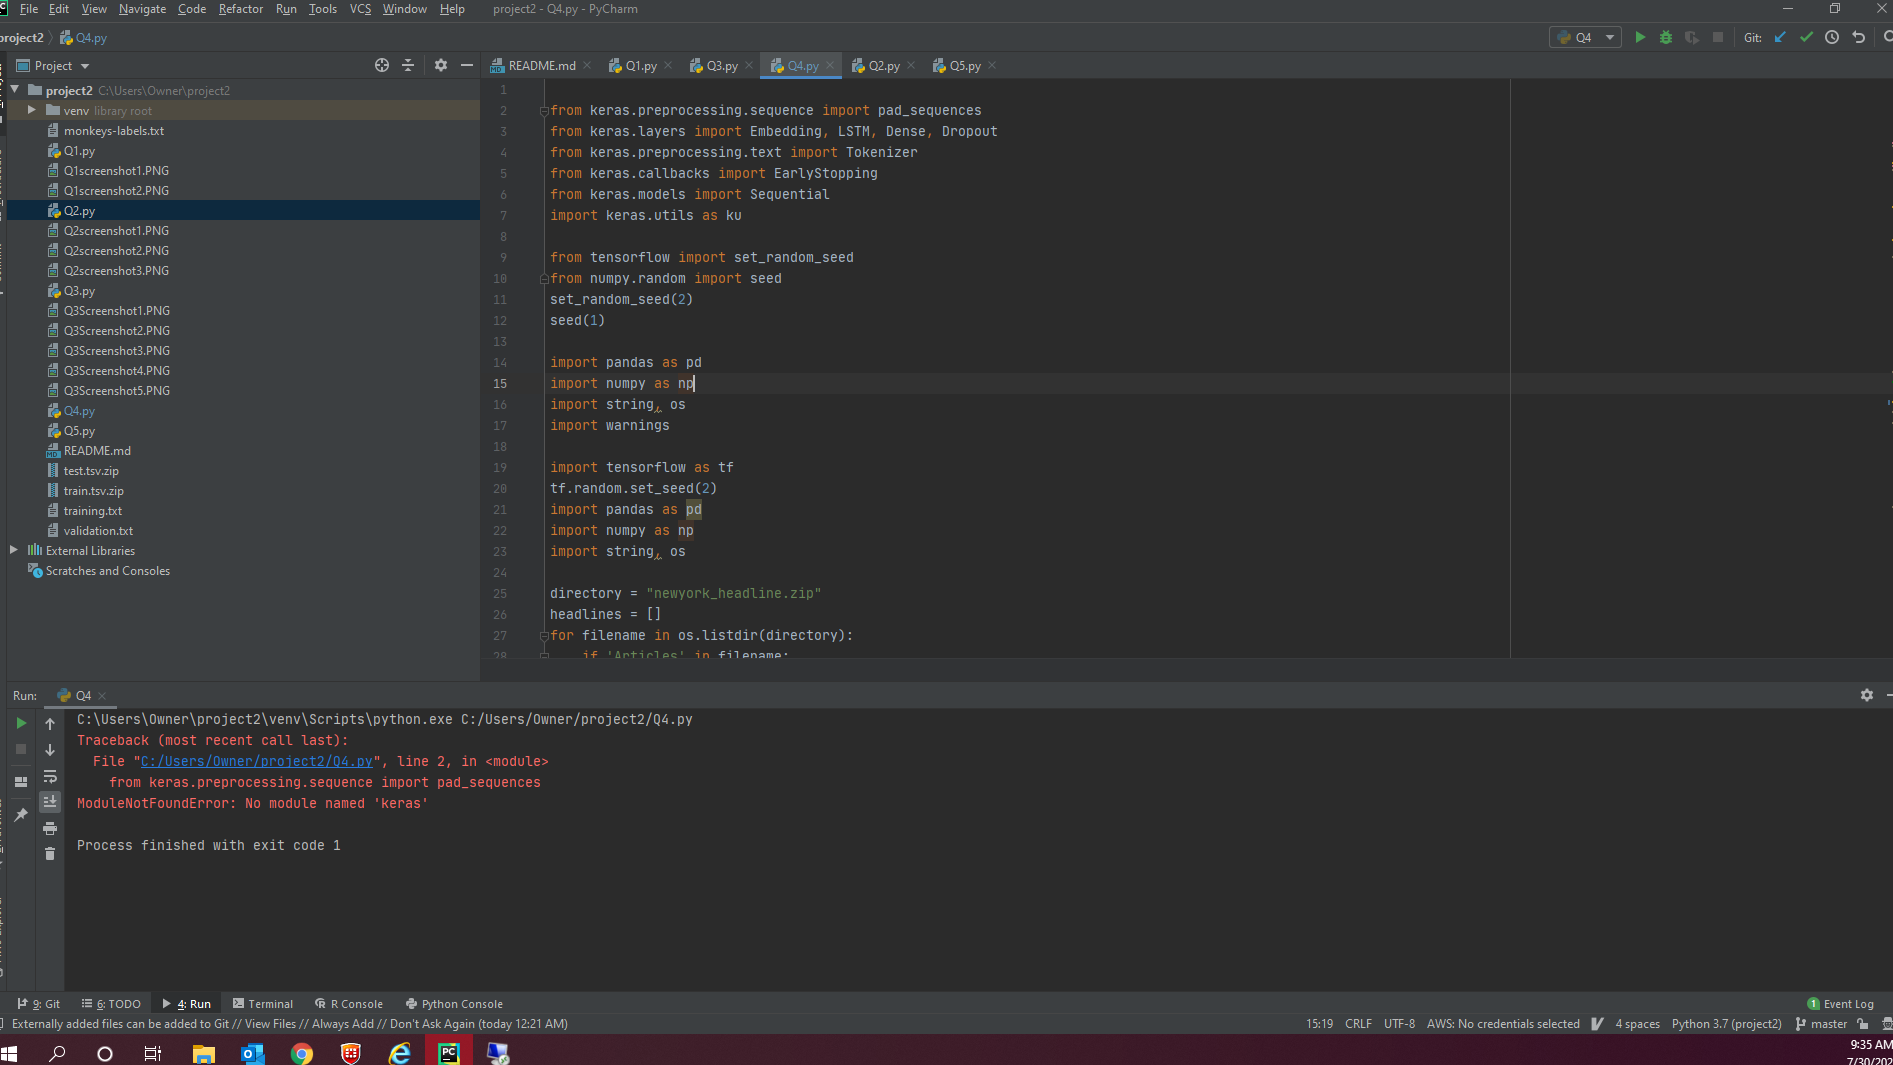 File Edit View Navigate Code Refactor Run Tools VCS Window Help project2 - Q4.py - PyCharm
project2 Q4.py
Q4 Git:
Project
README.md Q1.py Q3.py Q4.py Q2.py Q5.py
project2 C:\Users\Owner\project2
venv library root
monkeys-labels.txt
Q1.py
Q1screenshot1.PNG
Q1screenshot2.PNG
Q2.py
Q2screenshot1.PNG
Q2screenshot2.PNG
Q2screenshot3.PNG
Q3.py
Q3Screenshot1.PNG
Q3Screenshot2.PNG
Q3Screenshot3.PNG
Q3Screenshot4.PNG
Q3Screenshot5.PNG
Q4.py
Q5.py
README.md
test.tsv.zip
train.tsv.zip
training.txt
validation.txt
External Libraries
Scratches and Consoles
1
2 from keras.preprocessing.sequence import pad_sequences
3 from keras.layers import Embedding, LSTM, Dense, Dropout
4 from keras.preprocessing.text import Tokenizer
5 from keras.callbacks import EarlyStopping
6 from keras.models import Sequential
7 import keras.utils as ku
8
9 from tensorflow import set_random_seed
10 from numpy.random import seed
11 set_random_seed(2)
12 seed(1)
13
14 import pandas as pd
15 import numpy as np
16 import string, os
17 import warnings
18
19 import tensorflow as tf
20 tf.random.set_seed(2)
21 import pandas as pd
22 import numpy as np
23 import string, os
24
25 directory = "newyork_headline.zip"
26 headlines = []
27 for filename in os.listdir(directory):
28 if 'Articles' in filename:
Run: Q4
C:\Users\Owner\project2\venv\Scripts\python.exe C:/Users/Owner/project2/Q4.py
Traceback (most recent call last):
File "C:/Users/Owner/project2/Q4.py", line 2, in <module>
from keras.preprocessing.sequence import pad_sequences
ModuleNotFoundError: No module named 'keras'
Process finished with exit code 1
9: Git 6: TODO 4: Run Terminal R Console Python Console 1 Event Log
Externally added files can be added to Git // View Files // Always Add // Don't Ask Again (today 12:21 AM) 15:19 CRLF UTF-8 AWS: No credentials selected 4 spaces Python 3.7 (project2) master
PC
9:35 AM
7/30/202